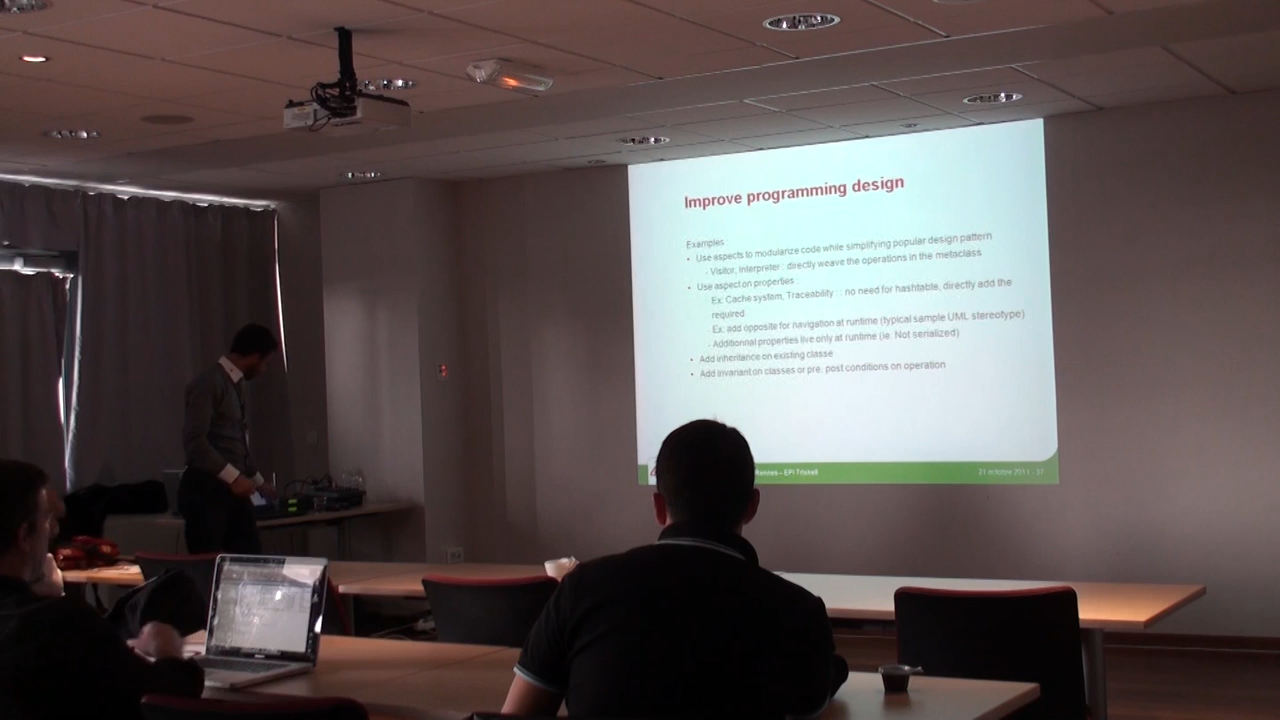 Improve programming design
Examples
• Use aspects to modularize code while simplifying popular design pattern
- Visitor, Interpreter : directly weave the operations in the metaclass
• Use aspect on properties
Ex: Cache system, Traceability : : no need for hashtable, directly add the
required
- Ex: add opposite for navigation at runtime (typical sample UML stereotype)
- Additionnal properties live only at runtime (ie. Not serialized)
• Add inheritance on existing classe
• Add invariant on classes or pre, post conditions on operation
Rennes – EPI Triskell
21 octobre 2011 - 37